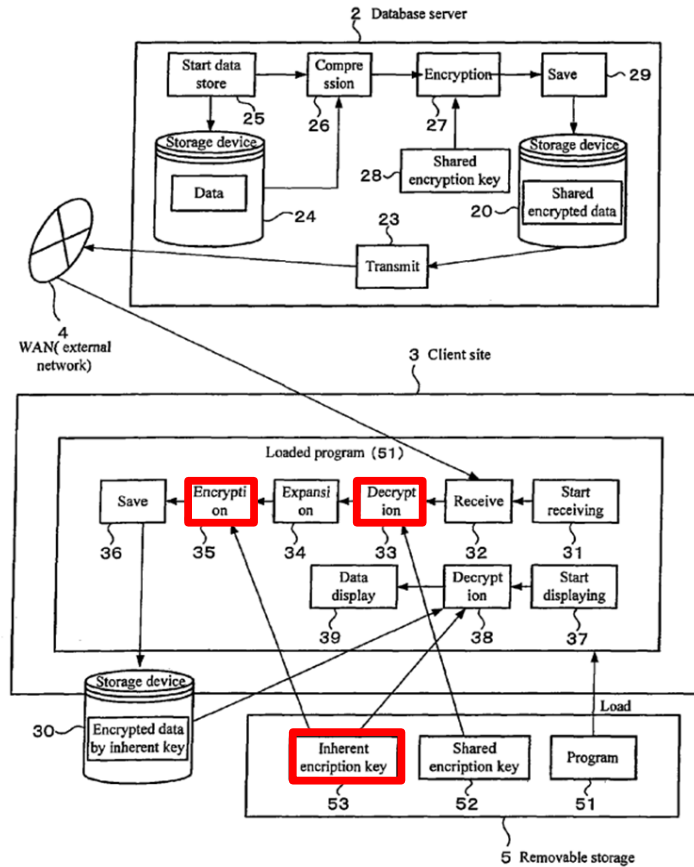 2 Database server
Start data
store
Compre
ssion
Encryption
Save
29
25
26
27
Storage device
Storage device
Data
28
Shared
encryption key
20
Shared
encrypted data
24
23
Transmit
4
WAN( external
network)
3 Client site
Loaded program (51)
Save
Encrypti
on
Expansi
on
Decrypt
ion
Receive
Start
receiving
36
35
34
33
32
31
Data
display
Decrypt
ion
Start
displaying
39
38
37
Storage device
30
Encrypted data
by inherent key
Load
Inherent
encription key
Shared
encription key
Program
53
52
51
5 Removable storage